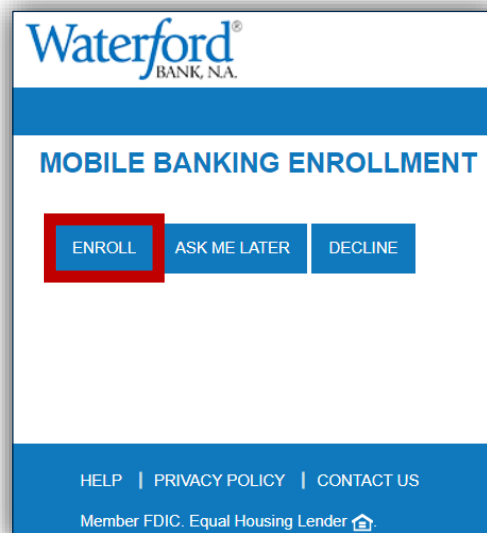 Waterford®
BANK, N.A.
MOBILE BANKING ENROLLMENT
ENROLL ASK ME LATER DECLINE
HELP | PRIVACY POLICY | CONTACT US
Member FDIC. Equal Housing Lender .